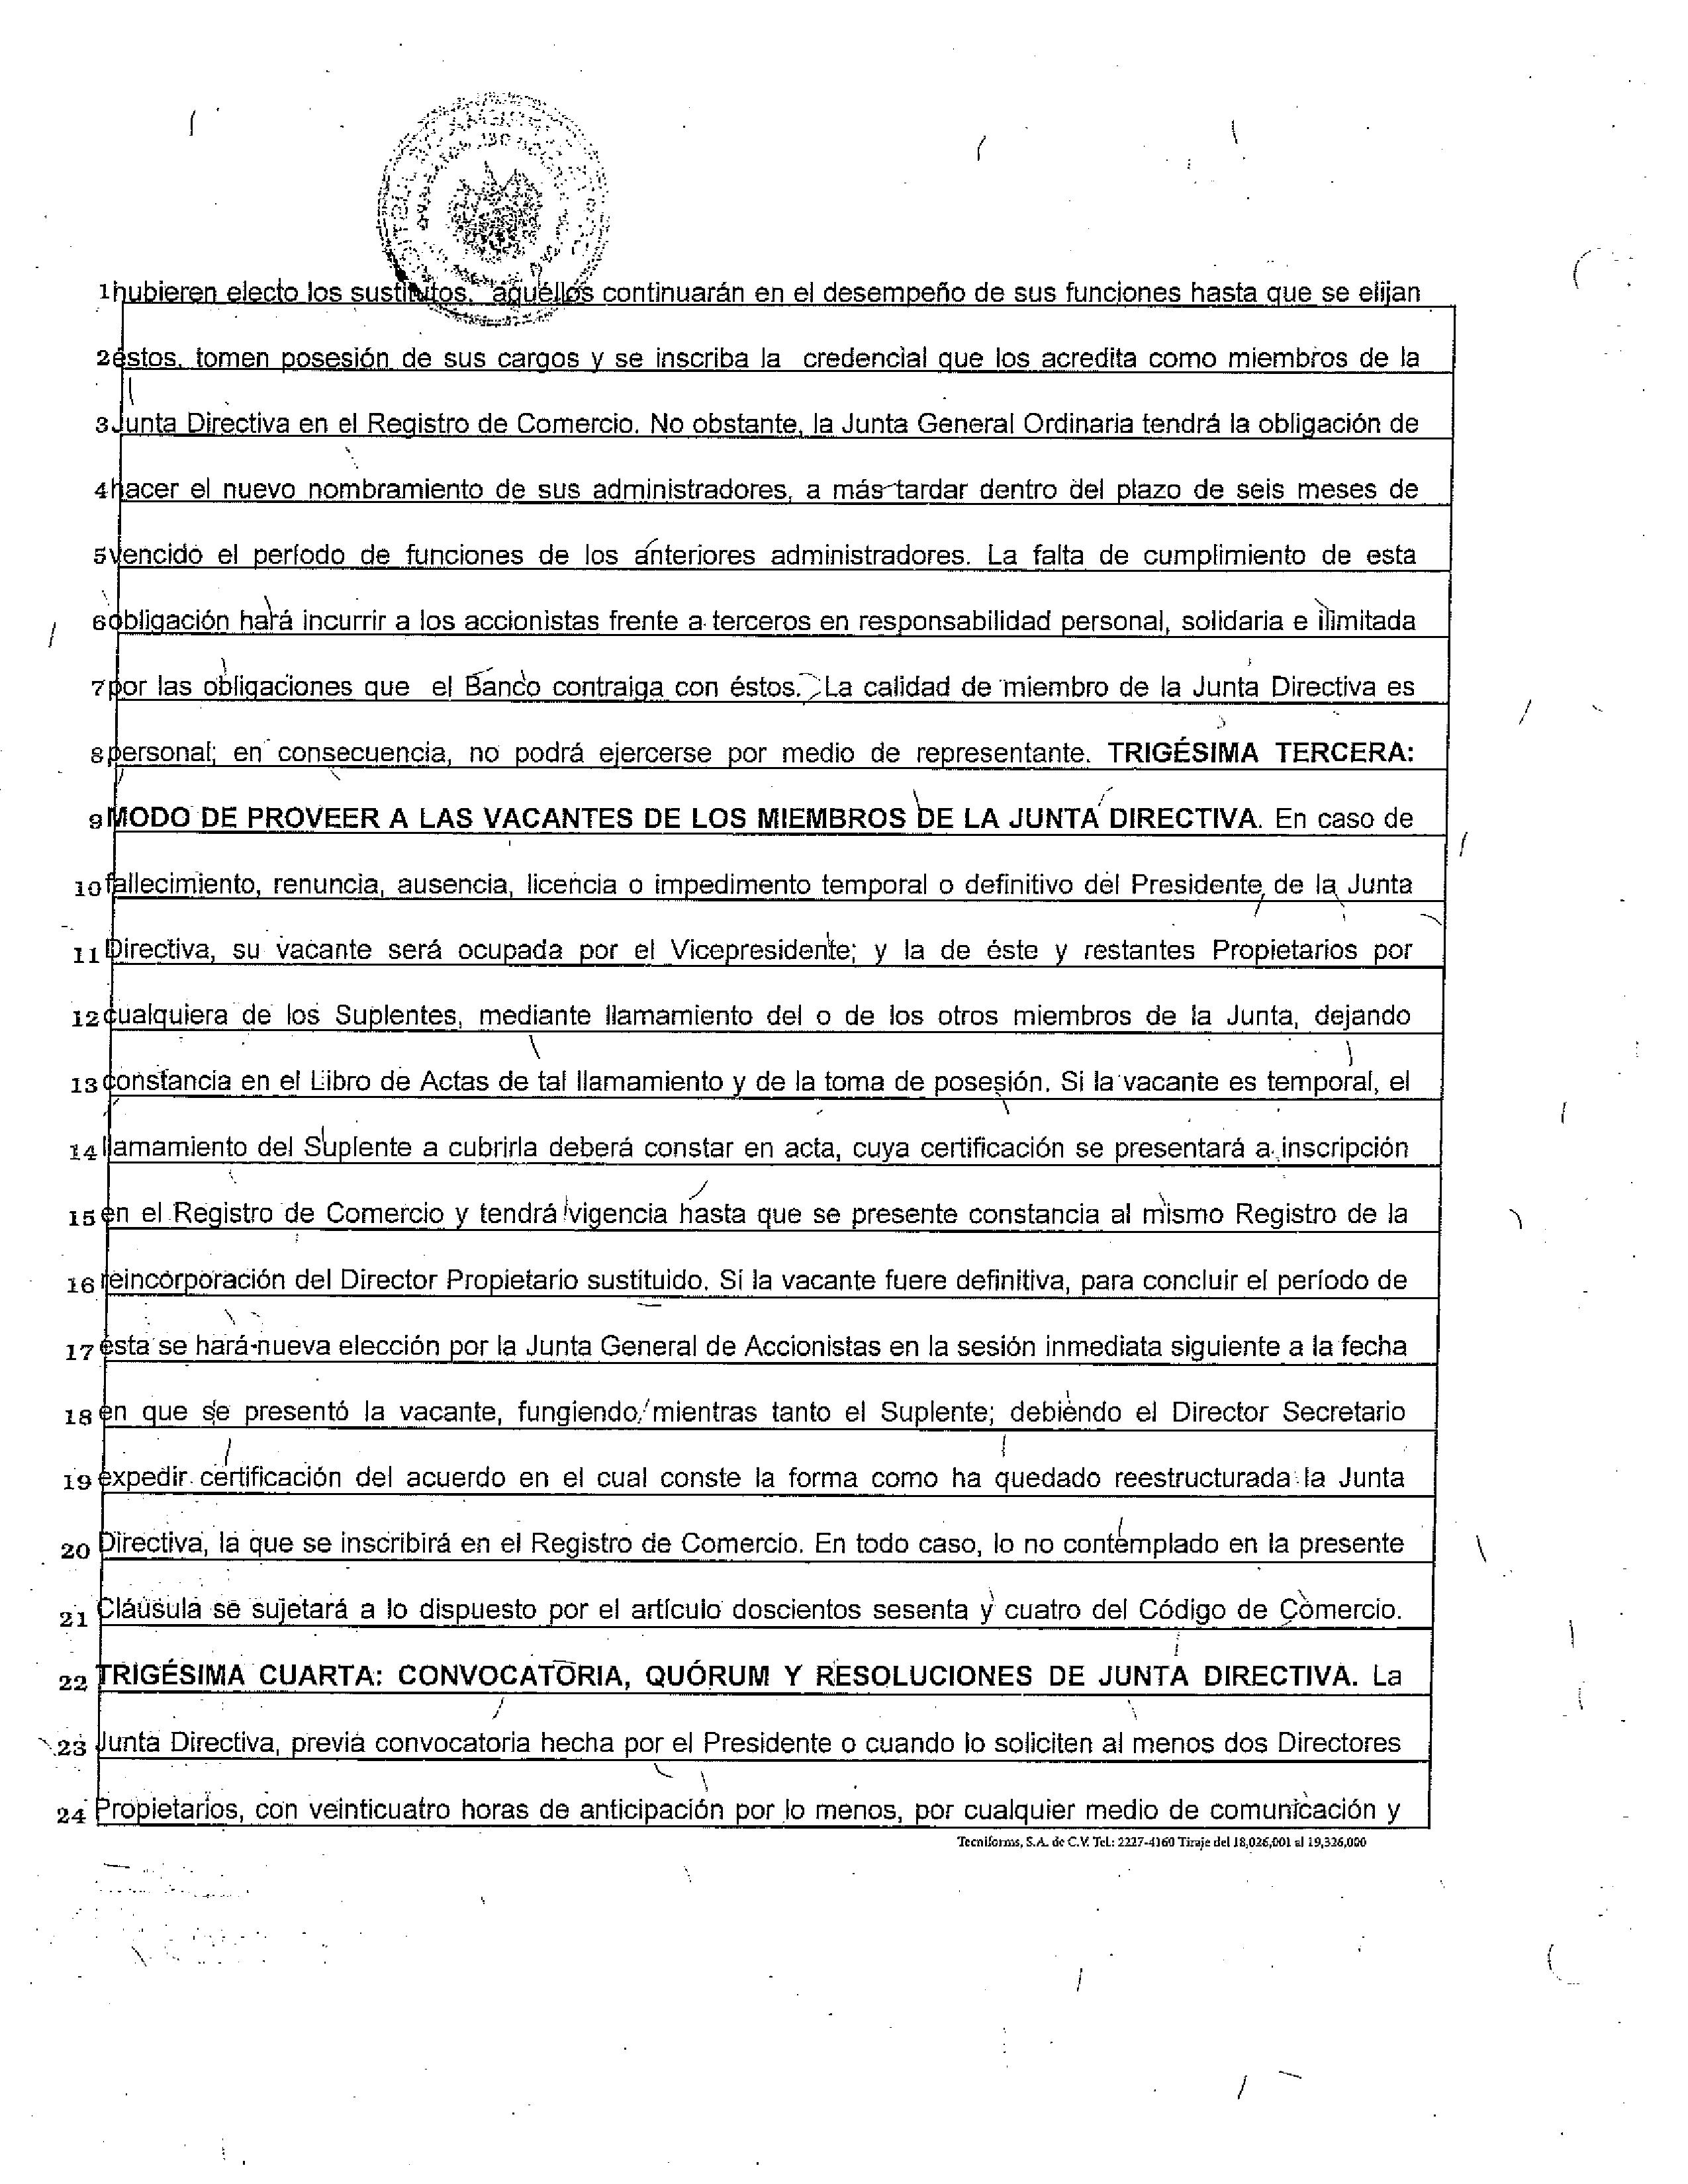 1 hubieren electo los sustitutos, aquéllos continuarán en el desempeño de sus funciones hasta que se elijan
2 éstos, tomen posesión de sus cargos y se inscriba la credencial que los acredita como miembros de la
3 Junta Directiva en el Registro de Comercio. No obstante, la Junta General Ordinaria tendrá la obligación de
4 hacer el nuevo nombramiento de sus administradores, a más tardar dentro del plazo de seis meses de
5 vencido el período de funciones de los anteriores administradores. La falta de cumplimiento de esta
6 obligación hará incurrir a los accionistas frente a terceros en responsabilidad personal, solidaria e ilimitada
7 por las obligaciones que el Banco contraiga con éstos. La calidad de miembro de la Junta Directiva es
8 personal; en consecuencia, no podrá ejercerse por medio de representante. TRIGÉSIMA TERCERA:
9 MODO DE PROVEER A LAS VACANTES DE LOS MIEMBROS DE LA JUNTA DIRECTIVA. En caso de
10 fallecimiento, renuncia, ausencia, licencia o impedimento temporal o definitivo del Presidente de la Junta
11 Directiva, su vacante será ocupada por el Vicepresidente; y la de éste y restantes Propietarios por
12 cualquiera de los Suplentes, mediante llamamiento del o de los otros miembros de la Junta, dejando
13 constancia en el Libro de Actas de tal llamamiento y de la toma de posesión. Si la vacante es temporal, el
14 llamamiento del Suplente a cubrirla deberá constar en acta, cuya certificación se presentará a inscripción
15 en el Registro de Comercio y tendrá vigencia hasta que se presente constancia al mismo Registro de la
16 reincorporación del Director Propietario sustituido. Si la vacante fuere definitiva, para concluir el período de
17 ésta se hará nueva elección por la Junta General de Accionistas en la sesión inmediata siguiente a la fecha
18 en que se presentó la vacante, fungiendo mientras tanto el Suplente; debiendo el Director Secretario
19 expedir certificación del acuerdo en el cual conste la forma como ha quedado reestructurada la Junta
20 Directiva, la que se inscribirá en el Registro de Comercio. En todo caso, lo no contemplado en la presente
21 Cláusula se sujetará a lo dispuesto por el artículo doscientos sesenta y cuatro del Código de Comercio.
22 TRIGÉSIMA CUARTA: CONVOCATORIA, QUÓRUM Y RESOLUCIONES DE JUNTA DIRECTIVA. La
23 Junta Directiva, previa convocatoria hecha por el Presidente o cuando lo soliciten al menos dos Directores
24 Propietarios, con veinticuatro horas de anticipación por lo menos, por cualquier medio de comunicación y
Tecniforms, S.A. de C.V. Tel.: 2227-4160 Tiraje del 18,026,001 al 19,326,000